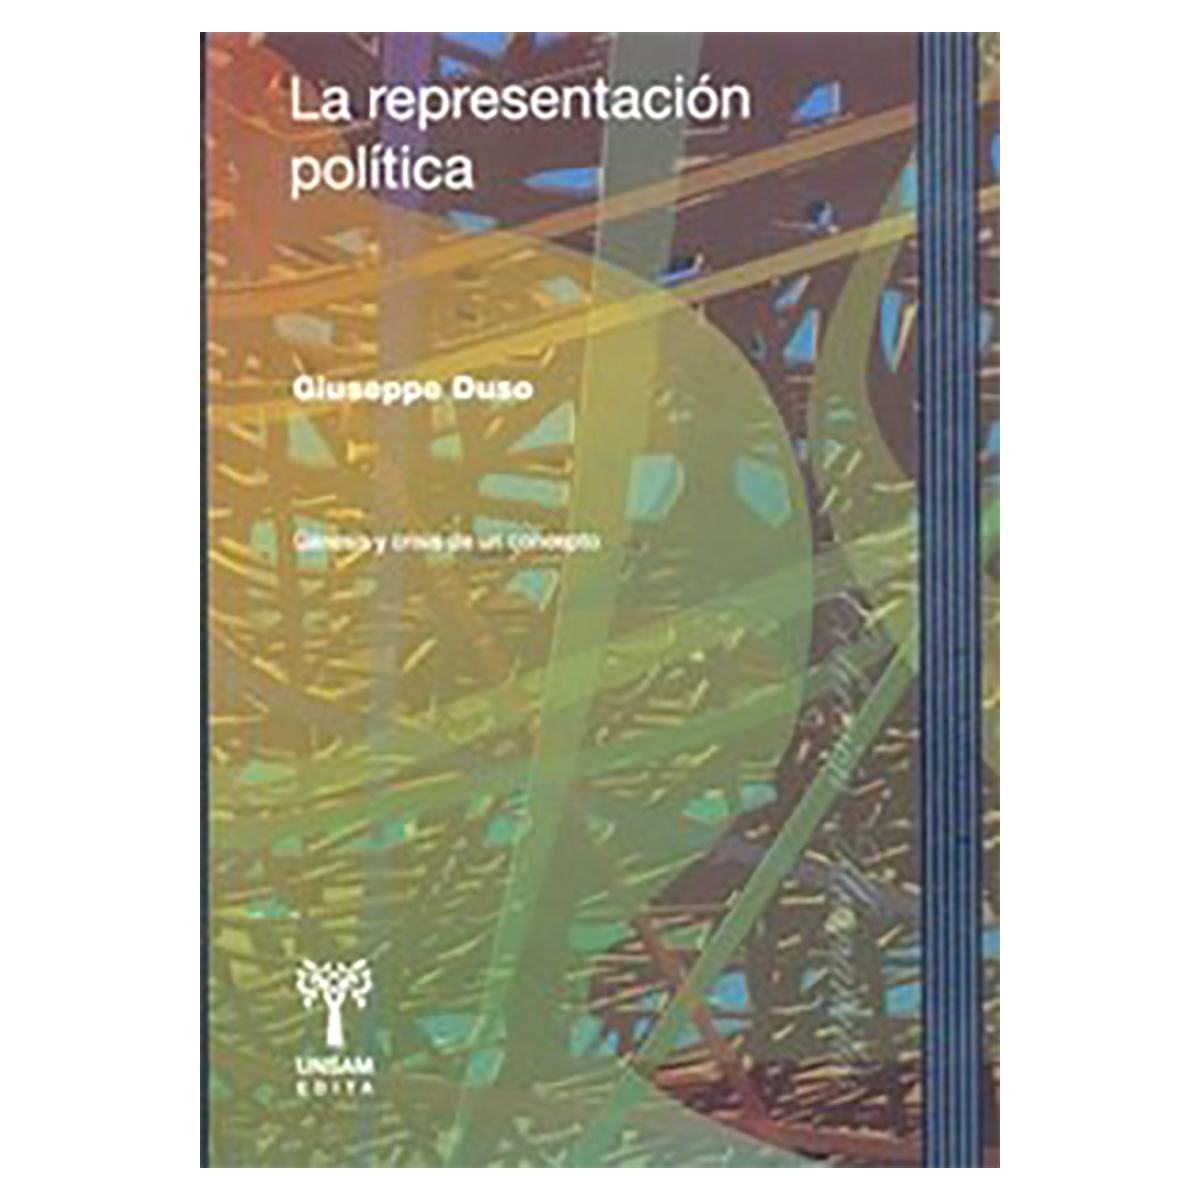 La representación
política
Giuseppe Duso
Génesis y crisis de un concepto
UNSAM
EDITA